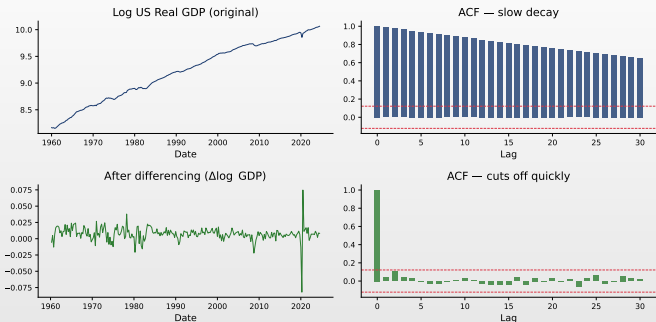 Log US Real GDP (original)
10.0
9.5
9.0
8.5
1960 1970 1980 1990 2000 2010 2020
Date
ACF — slow decay
1.0
0.8
0.6
0.4
0.2
0.0
0 5 10 15 20 25 30
Lag
After differencing (Δlog GDP)
0.075
0.050
0.025
0.000
−0.025
−0.050
−0.075
1960 1970 1980 1990 2000 2010 2020
Date
ACF — cuts off quickly
1.0
0.8
0.6
0.4
0.2
0.0
0 5 10 15 20 25 30
Lag